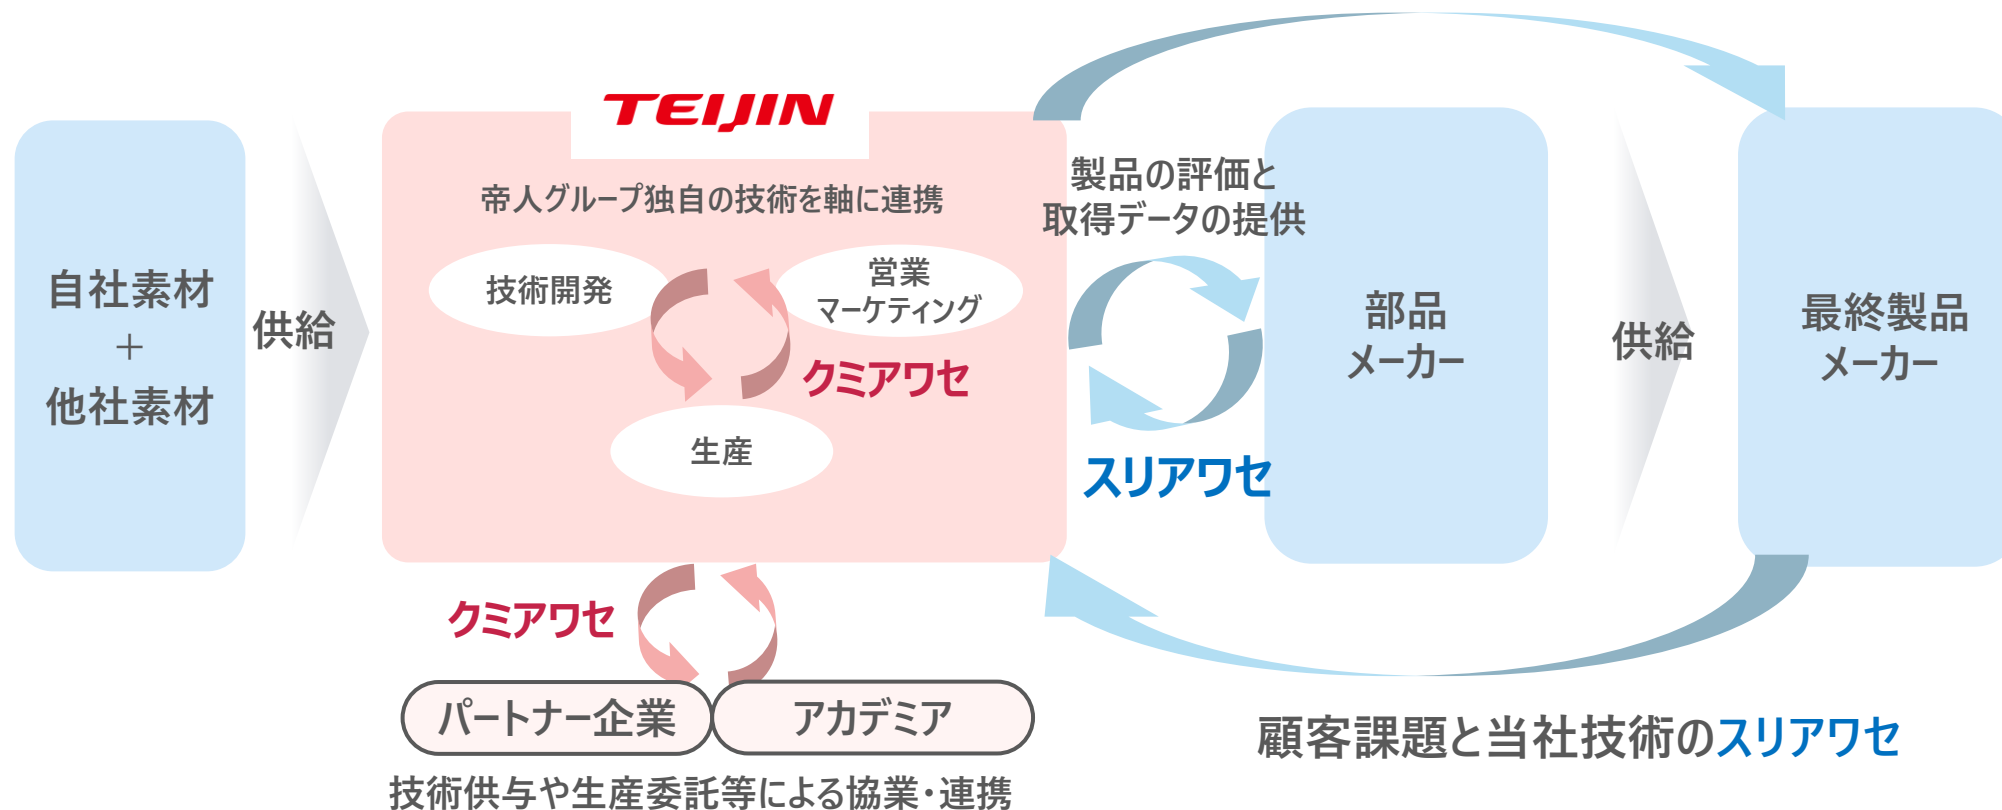 TEIJIN
帝人グループ独自の技術を軸に連携
技術開発
営業
マーケティング
クミアワセ
生産
自社素材
+
他社素材
供給
製品の評価と
取得データの提供
スリアワセ
部品
メーカー
供給
最終製品
メーカー
クミアワセ
パートナー企業
アカデミア
技術供与や生産委託等による協業・連携
顧客課題と当社技術のスリアワセ